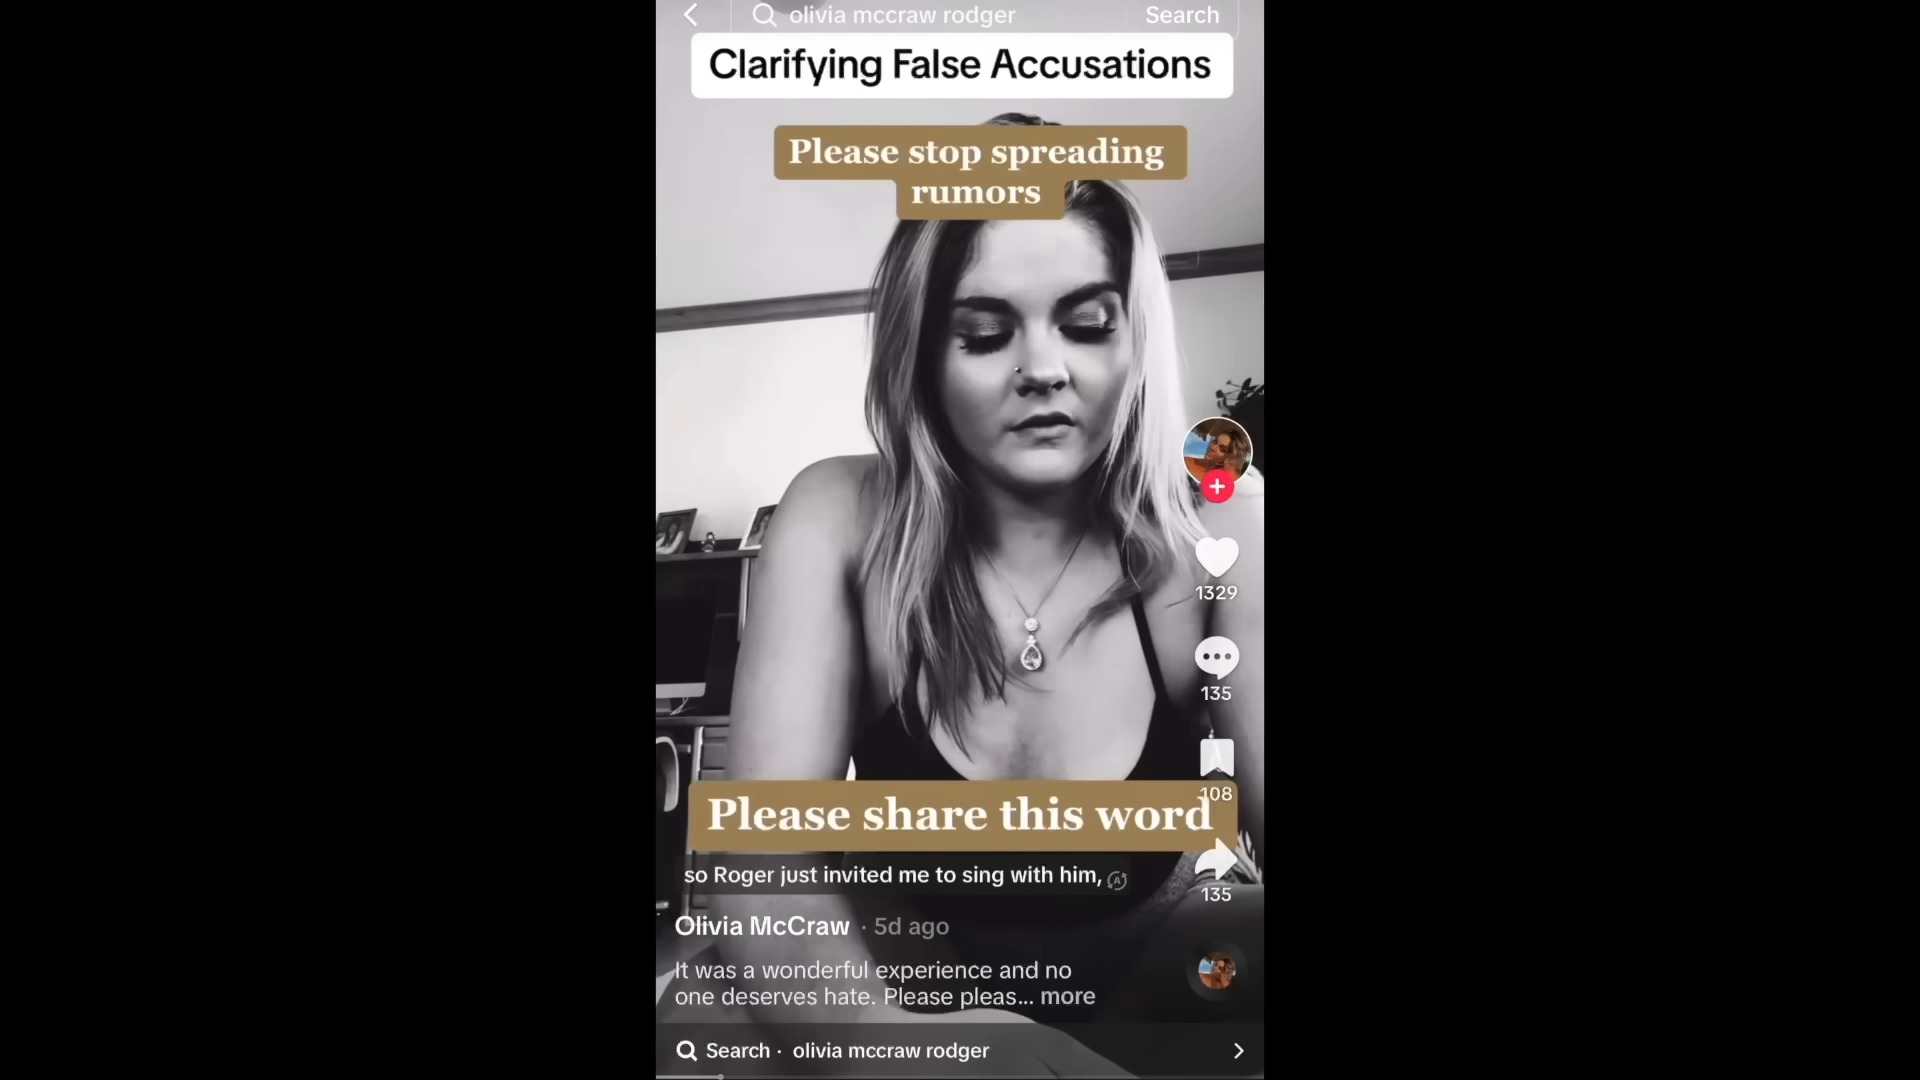 olivia mccraw rodger Search
Clarifying False Accusations
Please stop spreading
rumors
1329
135
108
Please share this word
so Roger just invited me to sing with him,
135
Olivia McCraw · 5d ago
It was a wonderful experience and no
one deserves hate. Please pleas... more
Search · olivia mccraw rodger